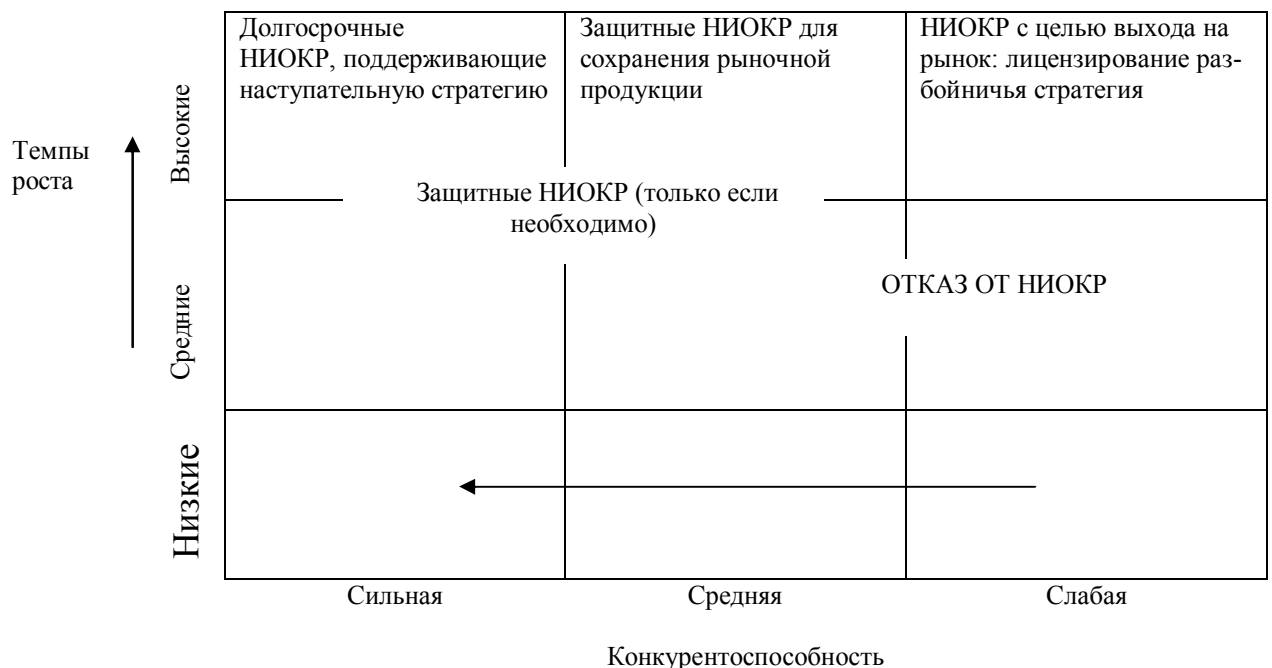 Долгосрочные
НИОКР, поддерживающие
наступательную стратегию
Защитные НИОКР для
сохранения рыночной
продукции
НИОКР с целью выхода на
рынок: лицензирование раз-
бойничья стратегия
Темпы
роста
Высокие
Защитные НИОКР (только если
необходимо)
ОТКАЗ ОТ НИОКР
Средние
Низкие
Сильная
Средняя
Слабая
Конкурентоспособность